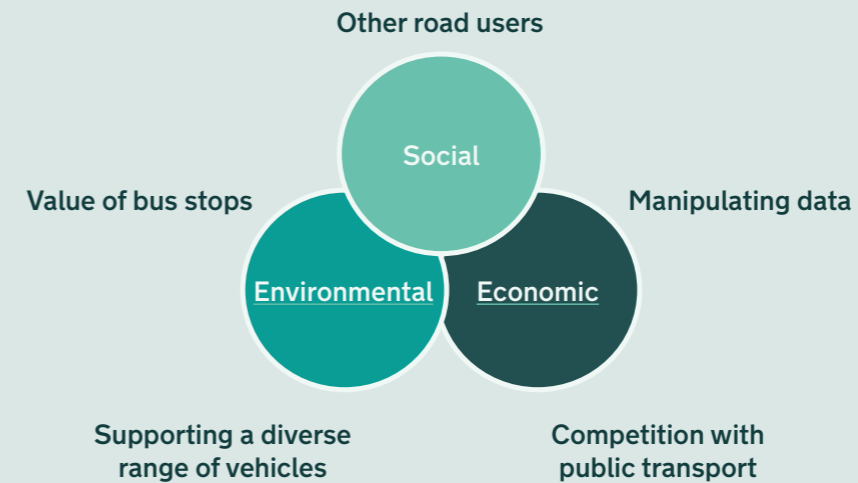 Other road users
Social
Value of bus stops
Manipulating data
Environmental
Economic
Supporting a diverse
range of vehicles
Competition with
public transport